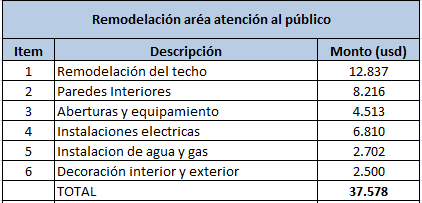 Remodelación aréa atención al público
Item Descripción Monto (usd)
1 Remodelación del techo 12.837
2 Paredes Interiores 8.216
3 Aberturas y equipamiento 4.513
4 Instalaciones electricas 6.810
5 Instalacion de agua y gas 2.702
6 Decoración interior y exterior 2.500
TOTAL 37.578